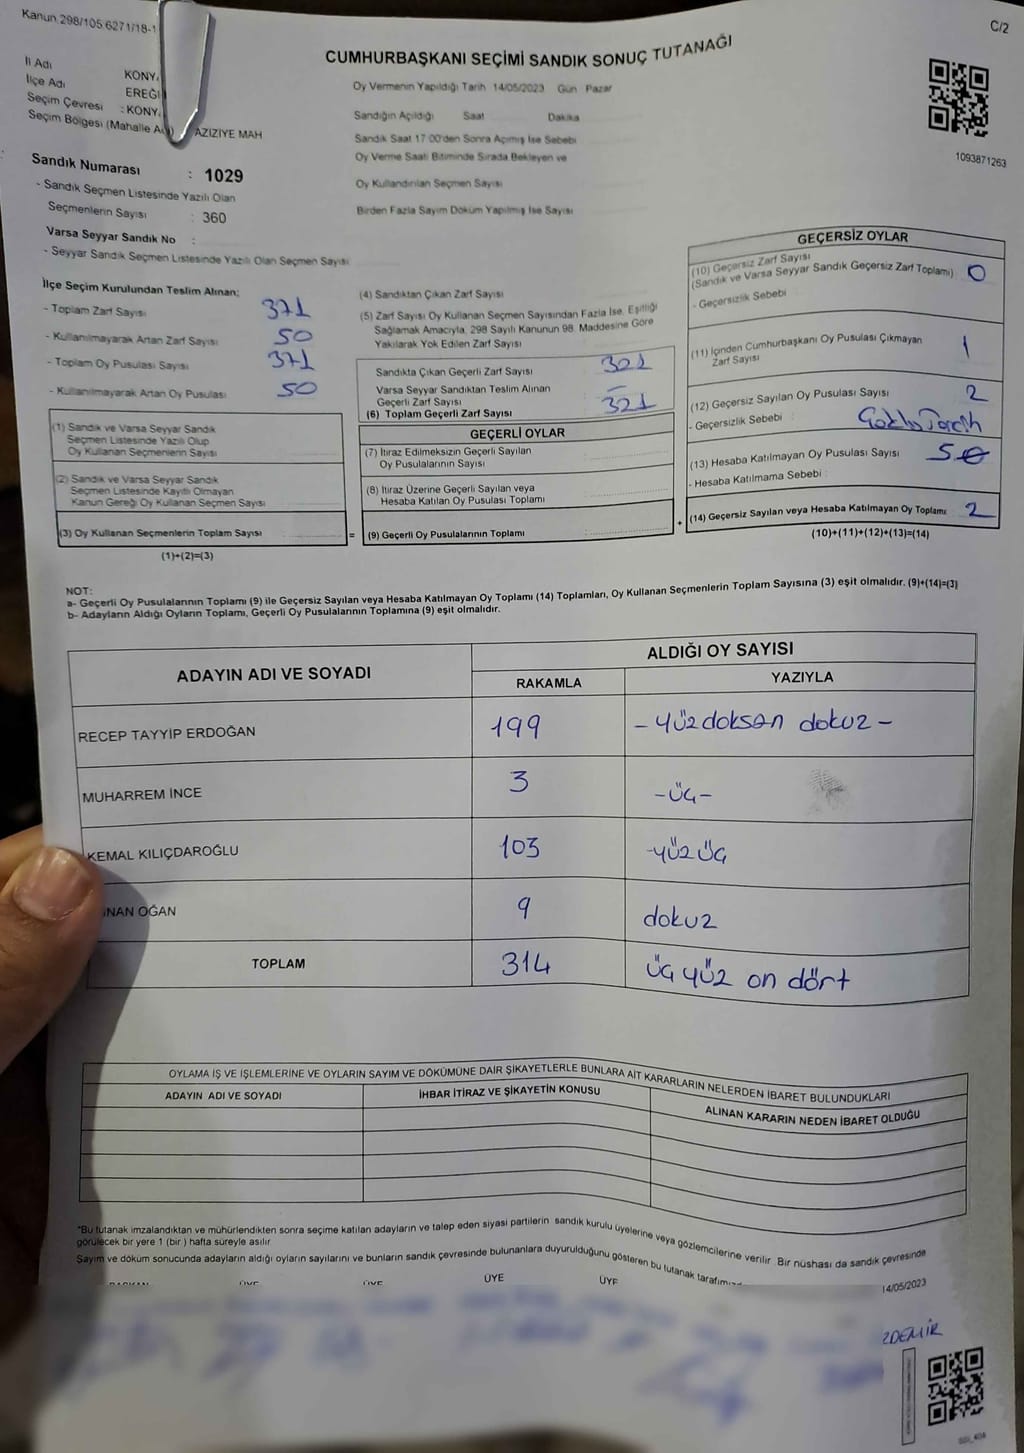 Kanun 298/105 6271/18-1
C/2
CUMHURBAŞKANI SEÇİMİ SANDIK SONUÇ TUTANAĞI
İl Adı KONY
İlçe Adı EREĞ
Seçim Çevresi : KONY
Seçim Bölgesi (Mahalle A AZIZIYE MAH
Sandık Numarası : 1029
- Sandık Seçmen Listesinde Yazılı Olan
Seçmenlerin Sayısı : 360
Varsa Seyyar Sandık No :
- Seyyar Sandık Seçmen Listesinde Yazılı Olan Seçmen Sayısı
Oy Vermenin Yapıldığı Tarih 14/05/2023 Gün Pazar
Sandığın Açıldığı Saat Dakika
Sandık Saat 17:00'den Sonra Açımış İse Sebebi
Oy Verme Saati Bitiminde Sırada Bekleyen ve
Oy Kullandırılan Seçmen Sayısı
Birden Fazla Sayım Döküm Yapılmış İse Sayısı
1093871263
İlçe Seçim Kurulundan Teslim Alınan;
- Toplam Zarf Sayısı 371
- Kullanılmayarak Artan Zarf Sayısı 50
- Toplam Oy Pusulası Sayısı 371
- Kullanılmayarak Artan Oy Pusulası 50
(1) Sandık ve Varsa Seyyar Sandık
Seçmen Listesinde Yazılı Olup
Oy Kullanan Seçmenlerin Sayısı
(2) Sandık ve Varsa Seyyar Sandık
Seçmen Listesinde Kayıtlı Olmayan
Kanun Gereği Oy Kullanan Seçmen Sayısı
(3) Oy Kullanan Seçmenlerin Toplam Sayısı =
(1)+(2)=(3)
(4) Sandıktan Çıkan Zarf Sayısı
(5) Zarf Sayısı Oy Kullanan Seçmen Sayısından Fazla İse, Eşitliği
Sağlamak Amacıyla, 298 Sayılı Kanunun 98. Maddesine Göre
Yakılarak Yok Edilen Zarf Sayısı
Sandıkta Çıkan Geçerli Zarf Sayısı 321
Varsa Seyyar Sandıktan Teslim Alınan
Geçerli Zarf Sayısı –
(6) Toplam Geçerli Zarf Sayısı 321
GEÇERLİ OYLAR
(7) İtiraz Edilmeksizin Geçerli Sayılan
Oy Pusulalarının Sayısı
(8) İtiraz Üzerine Geçerli Sayılan veya
Hesaba Katılan Oy Pusulası Toplamı
(9) Geçerli Oy Pusulalarının Toplamı +
GEÇERSİZ OYLAR
(10) Geçersiz Zarf Sayısı
(Sandık ve Varsa Seyyar Sandık Geçersiz Zarf Toplamı) 0
- Geçersizlik Sebebi
(11) İçinden Cumhurbaşkanı Oy Pusulası Çıkmayan
Zarf Sayısı 1
(12) Geçersiz Sayılan Oy Pusulası Sayısı 2
- Geçersizlik Sebebi :
(13) Hesaba Katılmayan Oy Pusulası Sayısı
- Hesaba Katılmama Sebebi :
(14) Geçersiz Sayılan veya Hesaba Katılmayan Oy Toplamı 2
(10)+(11)+(12)+(13)=(14)
NOT:
a- Geçerli Oy Pusulalarının Toplamı (9) ile Geçersiz Sayılan veya Hesaba Katılmayan Oy Toplamı (14) Toplamları, Oy Kullanan Seçmenlerin Toplam Sayısına (3) eşit olmalıdır. (9)+(14)=(3)
b- Adayların Aldığı Oyların Toplamı, Geçerli Oy Pusulalarının Toplamına (9) eşit olmalıdır.
ADAYIN ADI VE SOYADI ALDIĞI OY SAYISI
RAKAMLA YAZIYLA
RECEP TAYYİP ERDOĞAN 199 - yüzdoksan dokuz -
MUHARREM İNCE 3 - üç -
KEMAL KILIÇDAROĞLU 103 - yüz üç
NAN OĞAN 9 dokuz
TOPLAM 314 üç yüz on dört
OYLAMA İŞ VE İŞLEMLERİNE VE OYLARIN SAYIM VE DÖKÜMÜNE DAİR ŞİKAYETLERLE BUNLARA AİT KARARLARIN NELERDEN İBARET BULUNDUKLARI
ADAYIN ADI VE SOYADI İHBAR İTİRAZ VE ŞİKAYETİN KONUSU ALINAN KARARIN NEDEN İBARET OLDUĞU
*Bu tutanak imzalandıktan ve mühürlendikten sonra seçime katılan adayların ve talep eden siyasi partilerin sandık kurulu üyelerine veya gözlemcilerine verilir. Bir nüshası da sandık çevresinde
görülecek bir yere 1 (bir ) hafta süreyle asılır.
Sayım ve döküm sonucunda adayların aldığı oyların sayılarını ve bunların sandık çevresinde bulunanlara duyurulduğunu gösteren bu tutanak tarafımı
14/05/2023
BAŞKAN ÜYE ÜYE ÜYE ÜYE
ZDEMİR